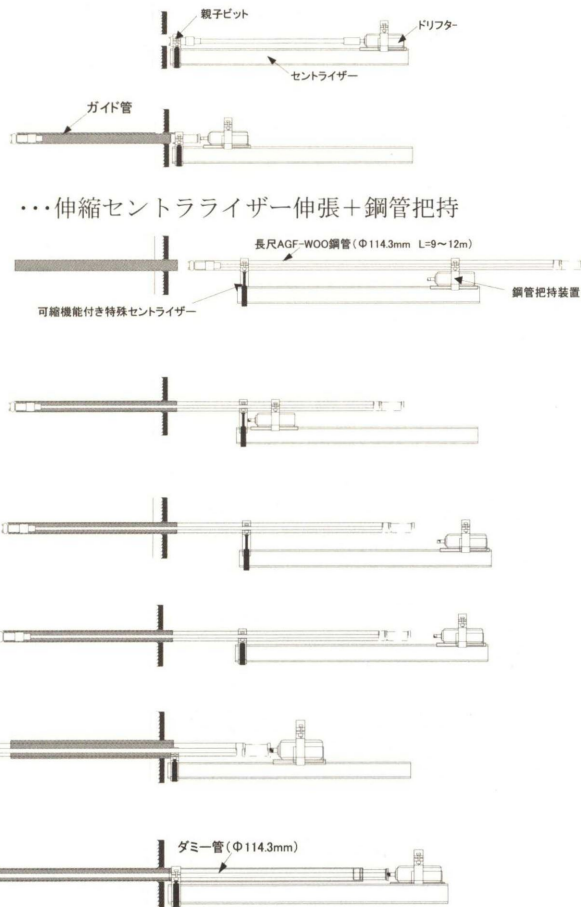 親子ビット
ドリフター
セントライザー
ガイド管
･･･伸縮セントラライザー伸張＋鋼管把持
長尺AGF-WOO鋼管(Φ114.3mm L=9～12m)
可縮機能付き特殊セントライザー
鋼管把持装置
ダミー管(Φ114.3mm)